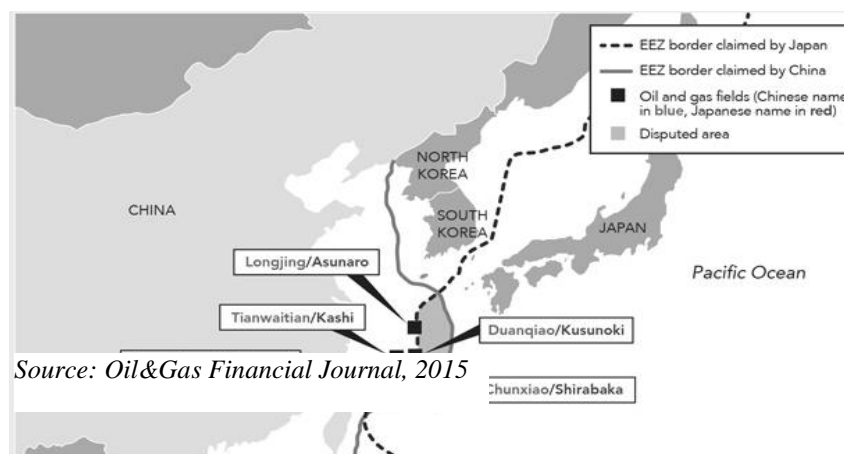 EEZ border claimed by Japan
EEZ border claimed by China
Oil and gas fields (Chinese name
in blue, Japanese name in red)
Disputed area
NORTH
KOREA
CHINA
SOUTH
KOREA
JAPAN
Longjing/Asunaro
Pacific Ocean
Tianwaitian/Kashi
Duanqiao/Kusunoki
Source: Oil&Gas Financial Journal, 2015
Chunxiao/Shirabaka